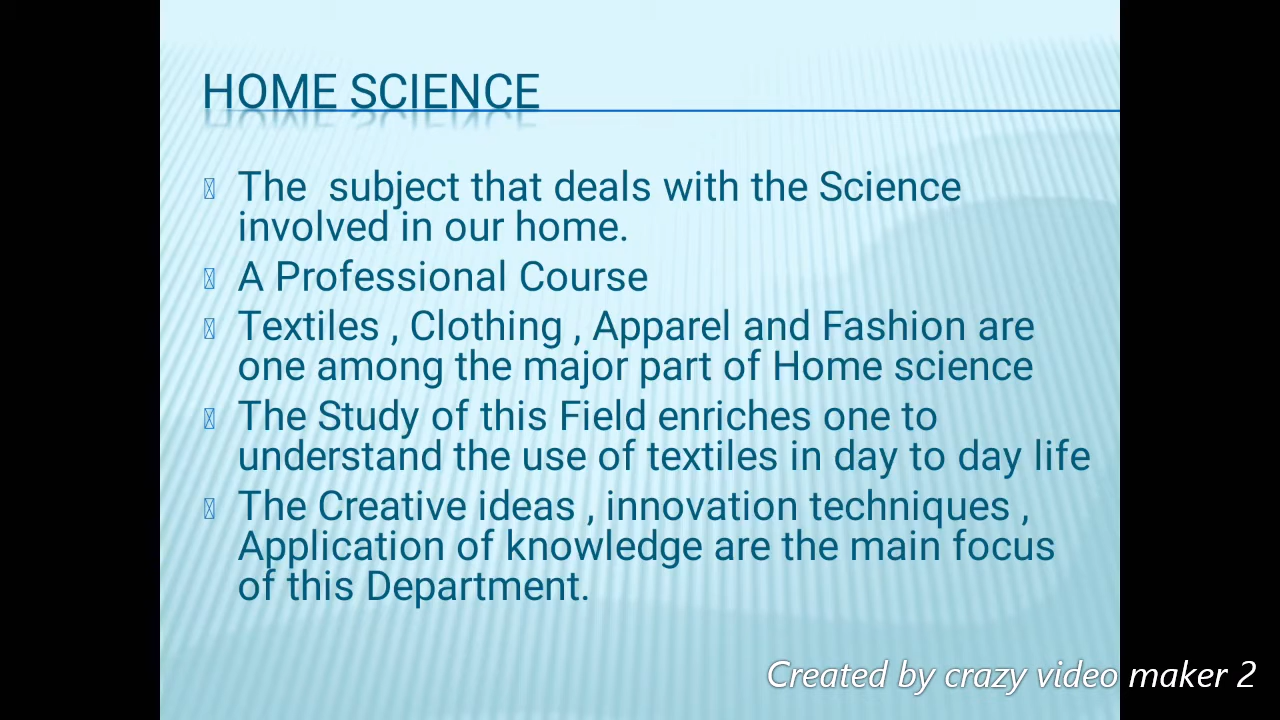 HOME SCIENCE
The  subject that deals with the Science
involved in our home.
A Professional Course
Textiles , Clothing , Apparel and Fashion are
one among the major part of Home science
The Study of this Field enriches one to
understand the use of textiles in day to day life
The Creative ideas , innovation techniques ,
Application of knowledge are the main focus
of this Department.
Created by crazy video maker 2